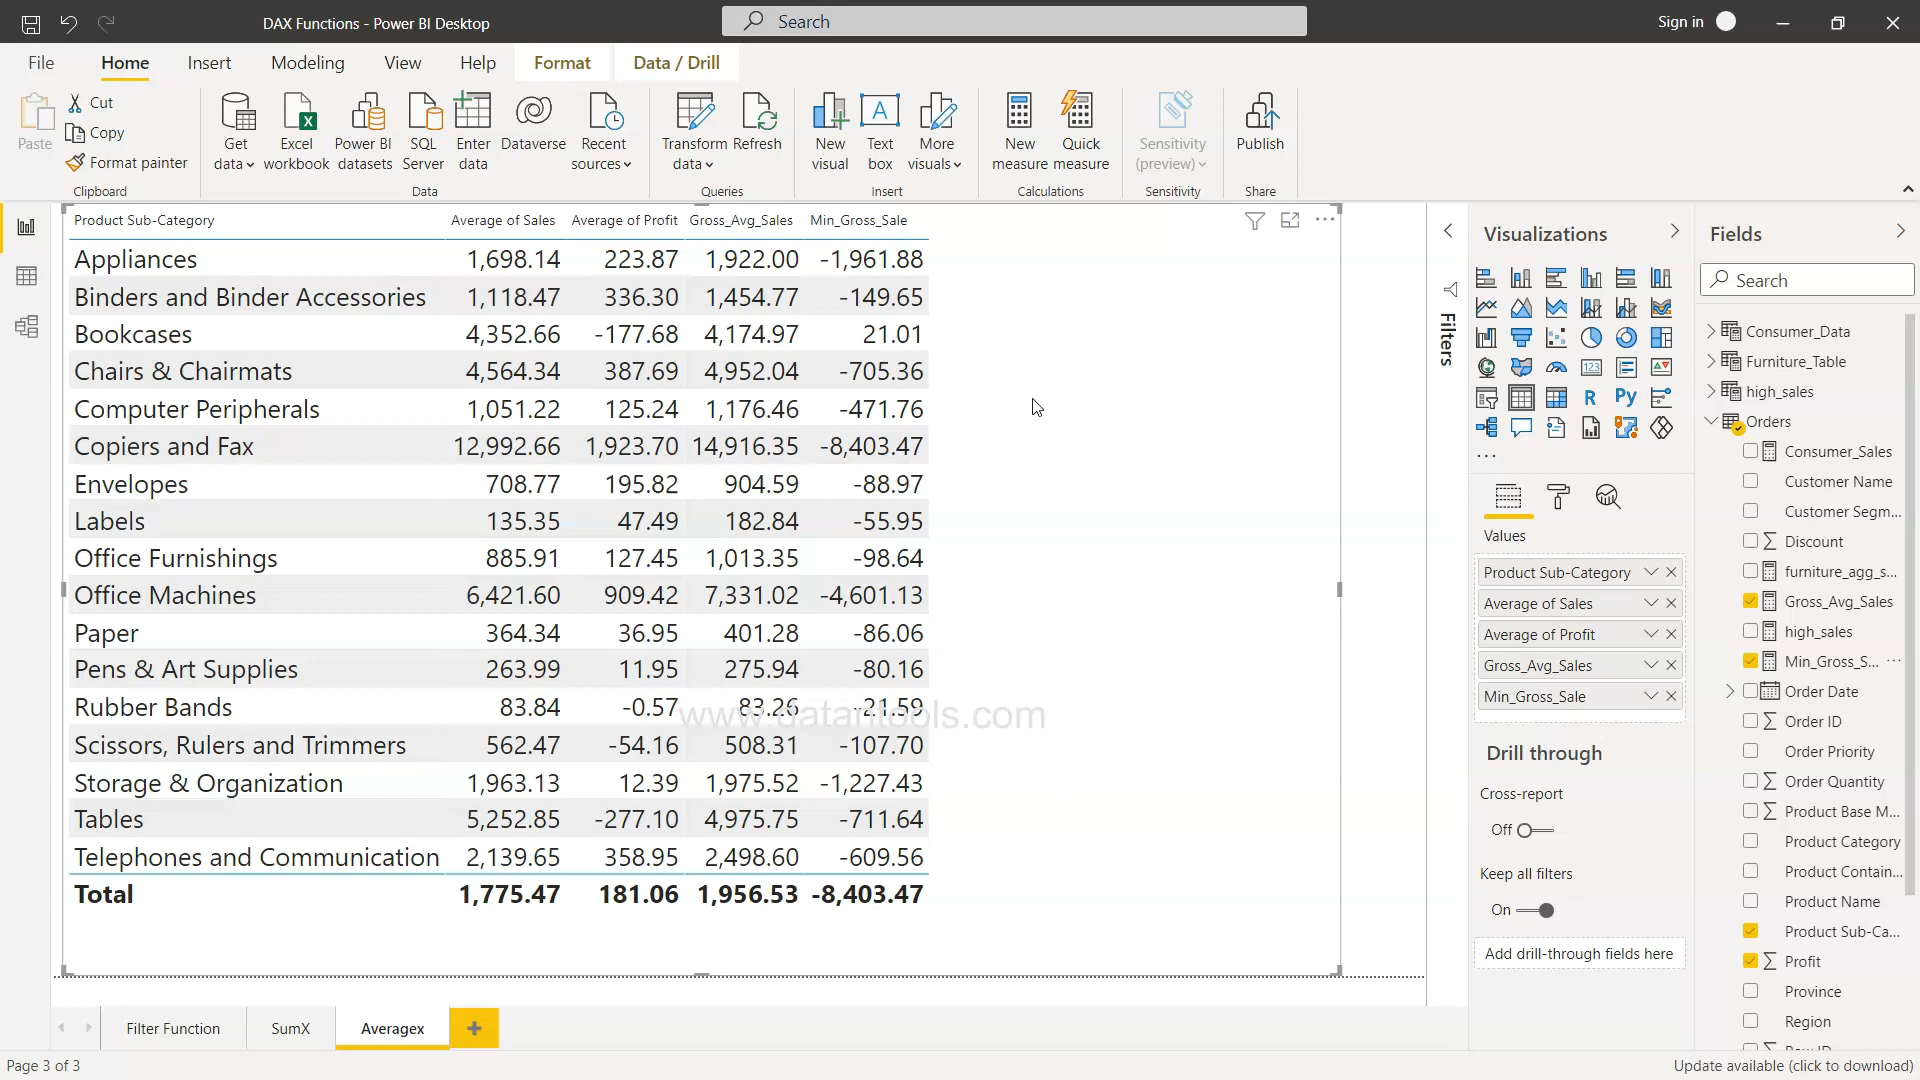 DAX Functions - Power BI Desktop
Search
Sign in
File
Home
Insert
Modeling
View
Help
Format
Data / Drill
Paste
Cut
Copy
Format painter
Clipboard
Get data
Excel workbook
Power BI datasets
SQL Server
Enter data
Dataverse
Recent sources
Data
Transform data
Refresh
Queries
New visual
Text box
More visuals
Insert
New measure
Quick measure
Calculations
Sensitivity (preview)
Sensitivity
Publish
Share
Product Sub-Category Average of Sales Average of Profit Gross_Avg_Sales Min_Gross_Sale
Appliances 1,698.14 223.87 1,922.00 -1,961.88
Binders and Binder Accessories 1,118.47 336.30 1,454.77 -149.65
Bookcases 4,352.66 -177.68 4,174.97 21.01
Chairs & Chairmats 4,564.34 387.69 4,952.04 -705.36
Computer Peripherals 1,051.22 125.24 1,176.46 -471.76
Copiers and Fax 12,992.66 1,923.70 14,916.35 -8,403.47
Envelopes 708.77 195.82 904.59 -88.97
Labels 135.35 47.49 182.84 -55.95
Office Furnishings 885.91 127.45 1,013.35 -98.64
Office Machines 6,421.60 909.42 7,331.02 -4,601.13
Paper 364.34 36.95 401.28 -86.06
Pens & Art Supplies 263.99 11.95 275.94 -80.16
Rubber Bands 83.84 -0.57 83.26 -21.59
www.datantools.com
Scissors, Rulers and Trimmers 562.47 -54.16 508.31 -107.70
Storage & Organization 1,963.13 12.39 1,975.52 -1,227.43
Tables 5,252.85 -277.10 4,975.75 -711.64
Telephones and Communication 2,139.65 358.95 2,498.60 -609.56
Total 1,775.47 181.06 1,956.53 -8,403.47
Filters
Visualizations
123
R
Py
...
Values
Product Sub-Category
Average of Sales
Average of Profit
Gross_Avg_Sales
Min_Gross_Sale
Drill through
Cross-report
Off
Keep all filters
On
Add drill-through fields here
Fields
Search
Consumer_Data
Furniture_Table
high_sales
Orders
Consumer_Sales
Customer Name
Customer Segm...
Discount
furniture_agg_s...
Gross_Avg_Sales
high_sales
Min_Gross_S...
Order Date
Order ID
Order Priority
Order Quantity
Product Base M...
Product Category
Product Contain...
Product Name
Product Sub-Ca...
Profit
Province
Region
Filter Function
SumX
Averagex
Page 3 of 3
Update available (click to download)